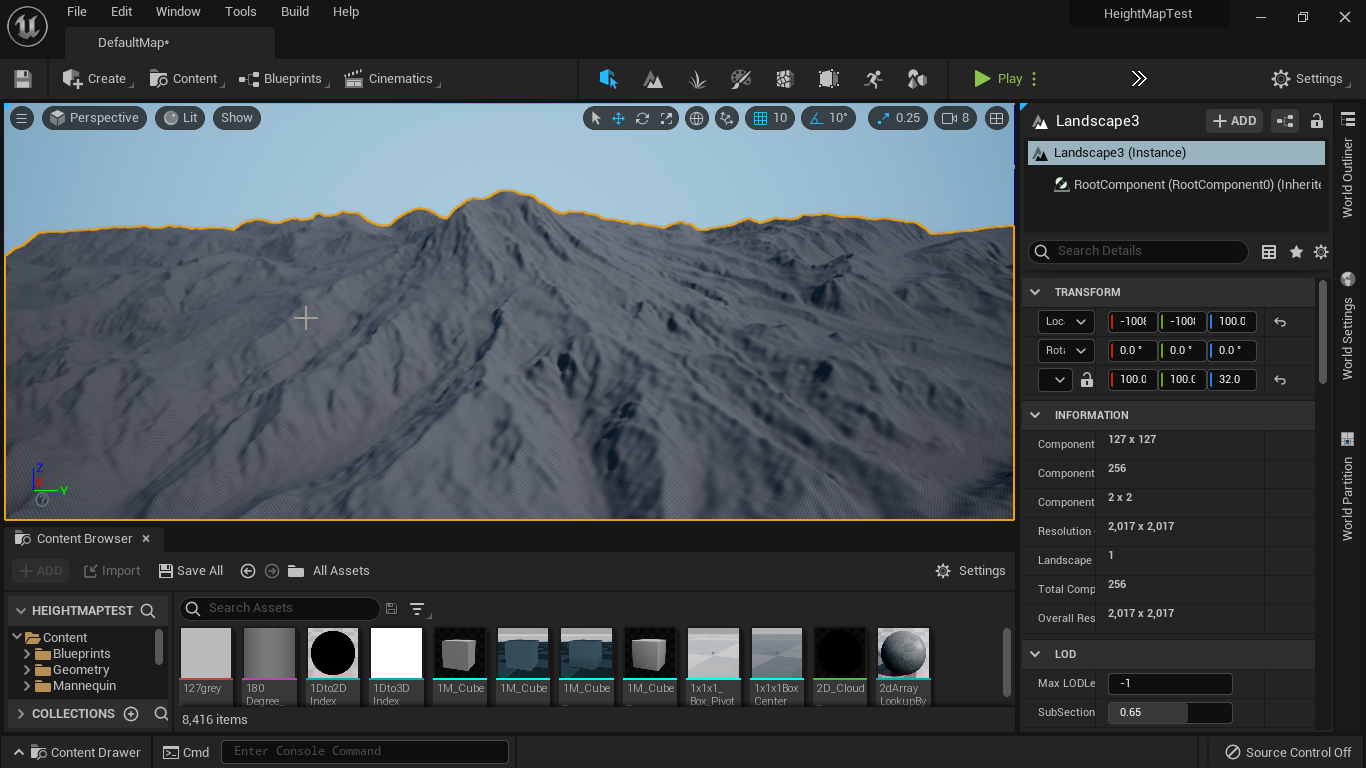 File Edit Window Tools Build Help
HeightMapTest
DefaultMap*
Create Content Blueprints Cinematics Play Settings
Perspective Lit Show 10 10° 0.25 8
Landscape3 ADD
Landscape3 (Instance)
RootComponent (RootComponent0) (Inherite
World Outliner
Search Details
TRANSFORM
Loc -1008 -1008 100.0
Rota 0.0 ° 0.0 ° 0.0 °
100.0 100.0 32.0
World Settings
INFORMATION
Component 127 x 127
Component 256
Component 2 x 2
Resolution 2,017 x 2,017
Landscape 1
Total Comp 256
Overall Res 2,017 x 2,017
World Partition
LOD
Max LODLe -1
SubSection 0.65
Z
X
Y
Content Browser
ADD Import Save All All Assets Settings
HEIGHTMAPTEST
Search Assets
Content
Blueprints
Geometry
Mannequin
COLLECTIONS
127grey
180
Degree_
1Dto2D
Index
1Dto3D
Index
1M_Cube
1M_Cube
1M_Cube
1M_Cube
1x1x1_
Box_Pivot
1x1x1Box
Center
2D_Cloud
2dArray
LookupBy
8,416 items
Content Drawer Cmd Enter Console Command Source Control Off